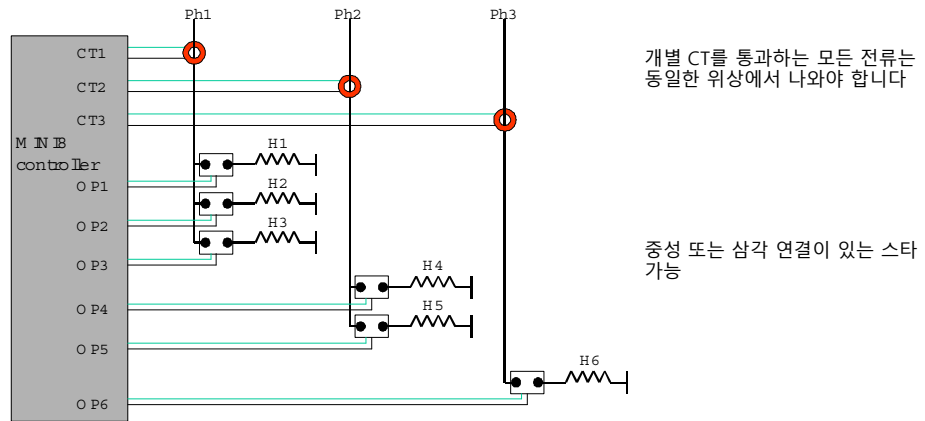 Ph1 Ph2 Ph3
CT1
CT2
CT3
MINI8
controller
OP1
OP2
OP3
OP4
OP5
OP6
H1
H2
H3
H4
H5
H6
개별 CT를 통과하는 모든 전류는
동일한 위상에서 나와야 합니다
중성 또는 삼각 연결이 있는 스타
가능